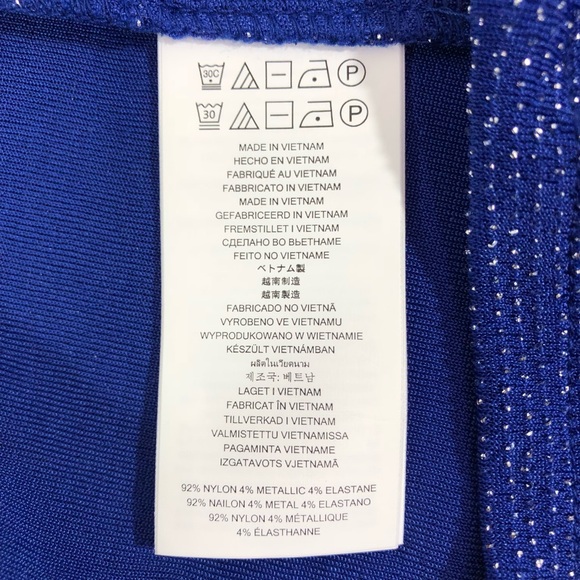 30C P
30 P
MADE IN VIETNAM
HECHO EN VIETNAM
FABRIQUÉ AU VIETNAM
FABBRICATO IN VIETNAM
MADE IN VIETNAM
GEFABRICEERD IN VIETNAM
FREMSTILLET I VIETNAM
СДЕЛАНО ВО ВЬЕТНАМЕ
FEITO NO VIETNAME
ベトナム製
越南制造
越南製造
FABRICADO NO VIETNÃ
VYROBENO VE VIETNAMU
WYPRODUKOWANO W WIETNAMIE
KÉSZÜLT VIETNÁMBAN
ผลิตในเวียดนาม
제조국: 베트남
LAGET I VIETNAM
FABRICAT ÎN VIETNAM
TILLVERKAD I VIETNAM
VALMISTETTU VIETNAMISSA
PAGAMINTA VIETNAME
IZGATAVOTS VJETNAMĀ
92% NYLON 4% METALLIC 4% ELASTANE
92% NAILON 4% METAL 4% ELASTANO
92% NYLON 4% MÉTALLIQUE
4% ÉLASTHANNE